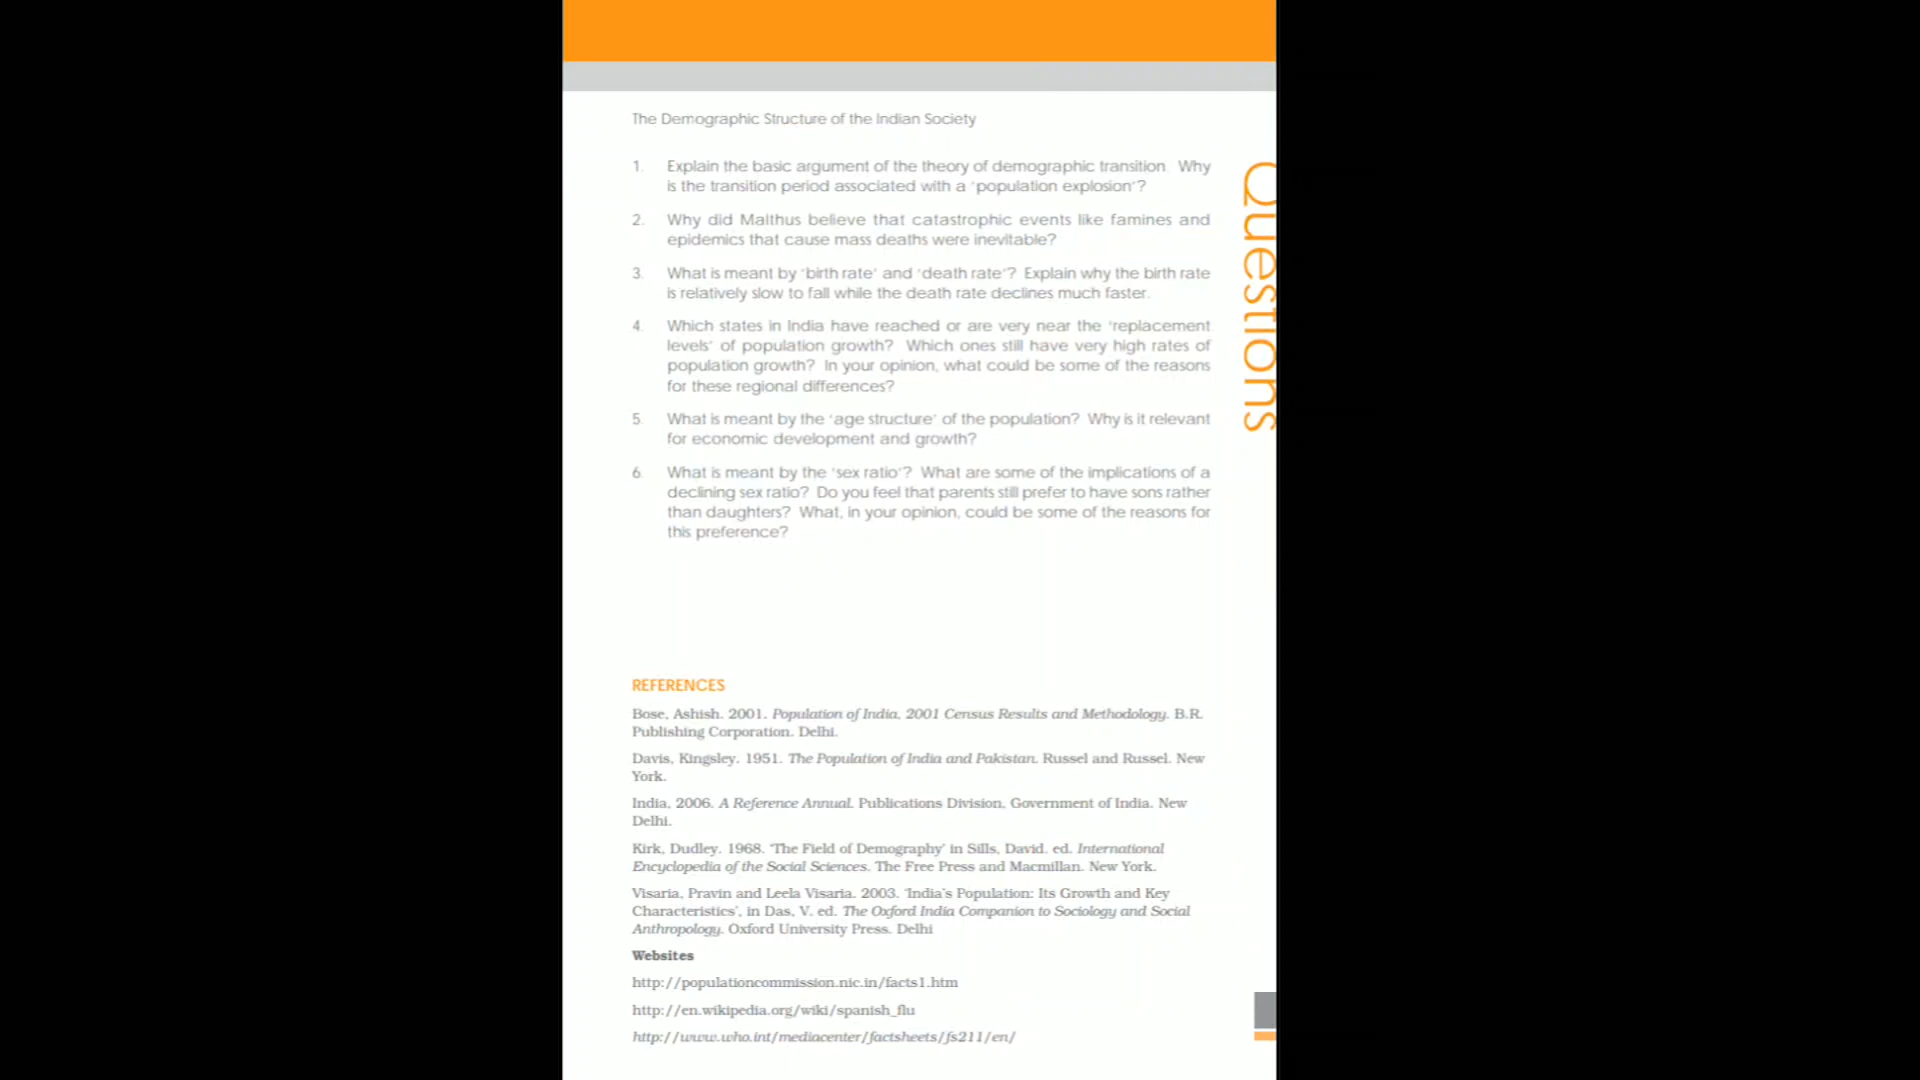 The Demographic Structure of the Indian Society
1. Explain the basic argument of the theory of demographic transition. Why
is the transition period associated with a ‘population explosion’?
2. Why did Malthus believe that catastrophic events like famines and
epidemics that cause mass deaths were inevitable?
3. What is meant by ‘birth rate’ and ‘death rate’? Explain why the birth rate
is relatively slow to fall while the death rate declines much faster.
4. Which states in India have reached or are very near the ‘replacement
levels’ of population growth? Which ones still have very high rates of
population growth? In your opinion, what could be some of the reasons
for these regional differences?
5. What is meant by the ‘age structure’ of the population? Why is it relevant
for economic development and growth?
6. What is meant by the ‘sex ratio’? What are some of the implications of a
declining sex ratio? Do you feel that parents still prefer to have sons rather
than daughters? What, in your opinion, could be some of the reasons for
this preference?
Questions
REFERENCES
Bose, Ashish. 2001. Population of India, 2001 Census Results and Methodology. B.R.
Publishing Corporation. Delhi.
Davis, Kingsley. 1951. The Population of India and Pakistan. Russel and Russel. New
York.
India, 2006. A Reference Annual. Publications Division, Government of India. New
Delhi.
Kirk, Dudley. 1968. ‘The Field of Demography’ in Sills, David. ed. International
Encyclopedia of the Social Sciences. The Free Press and Macmillan. New York.
Visaria, Pravin and Leela Visaria. 2003. ‘India’s Population: Its Growth and Key
Characteristics’, in Das, V. ed. The Oxford India Companion to Sociology and Social
Anthropology. Oxford University Press. Delhi
Websites
http://populationcommission.nic.in/facts1.htm
http://en.wikipedia.org/wiki/spanish_flu
http://www.who.int/mediacenter/factsheets/fs211/en/